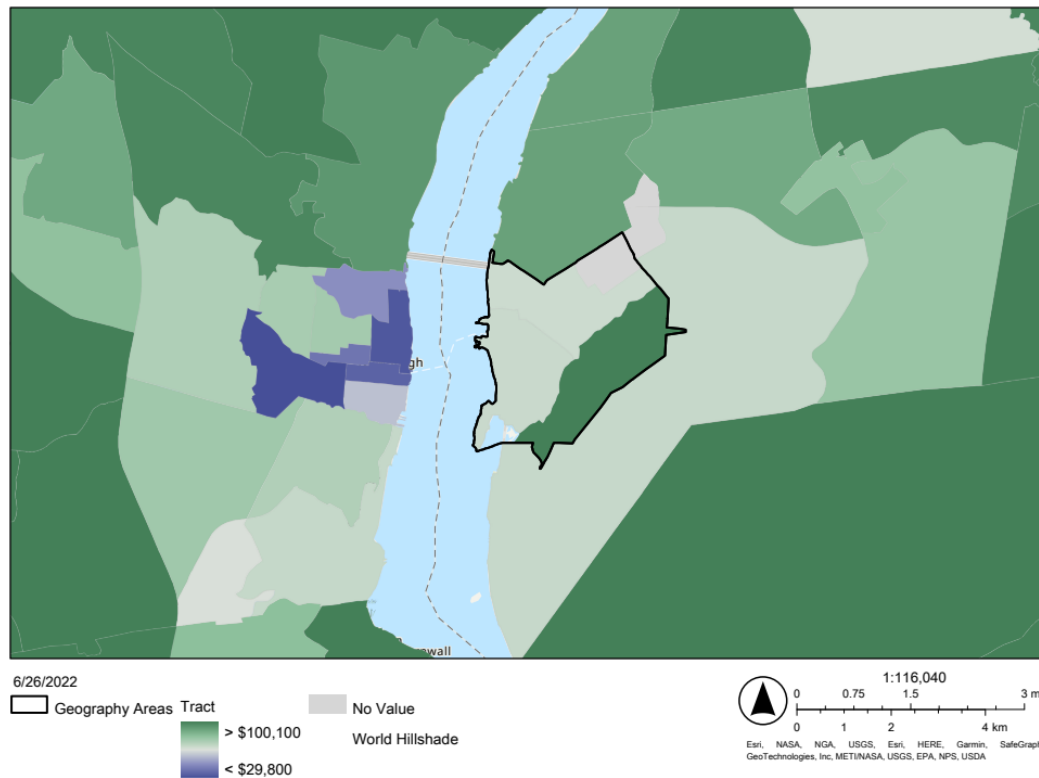 gh
wall
6/26/2022
Geography Areas
Tract
> $100,100
< $29,800
No Value
World Hillshade
1:116,040
0 0.75 1.5 3 m
0 1 2 4 km
Esri, NASA, NGA, USGS, Esri, HERE, Garmin, SafeGraph
GeoTechnologies, Inc, METI/NASA, USGS, EPA, NPS, USDA